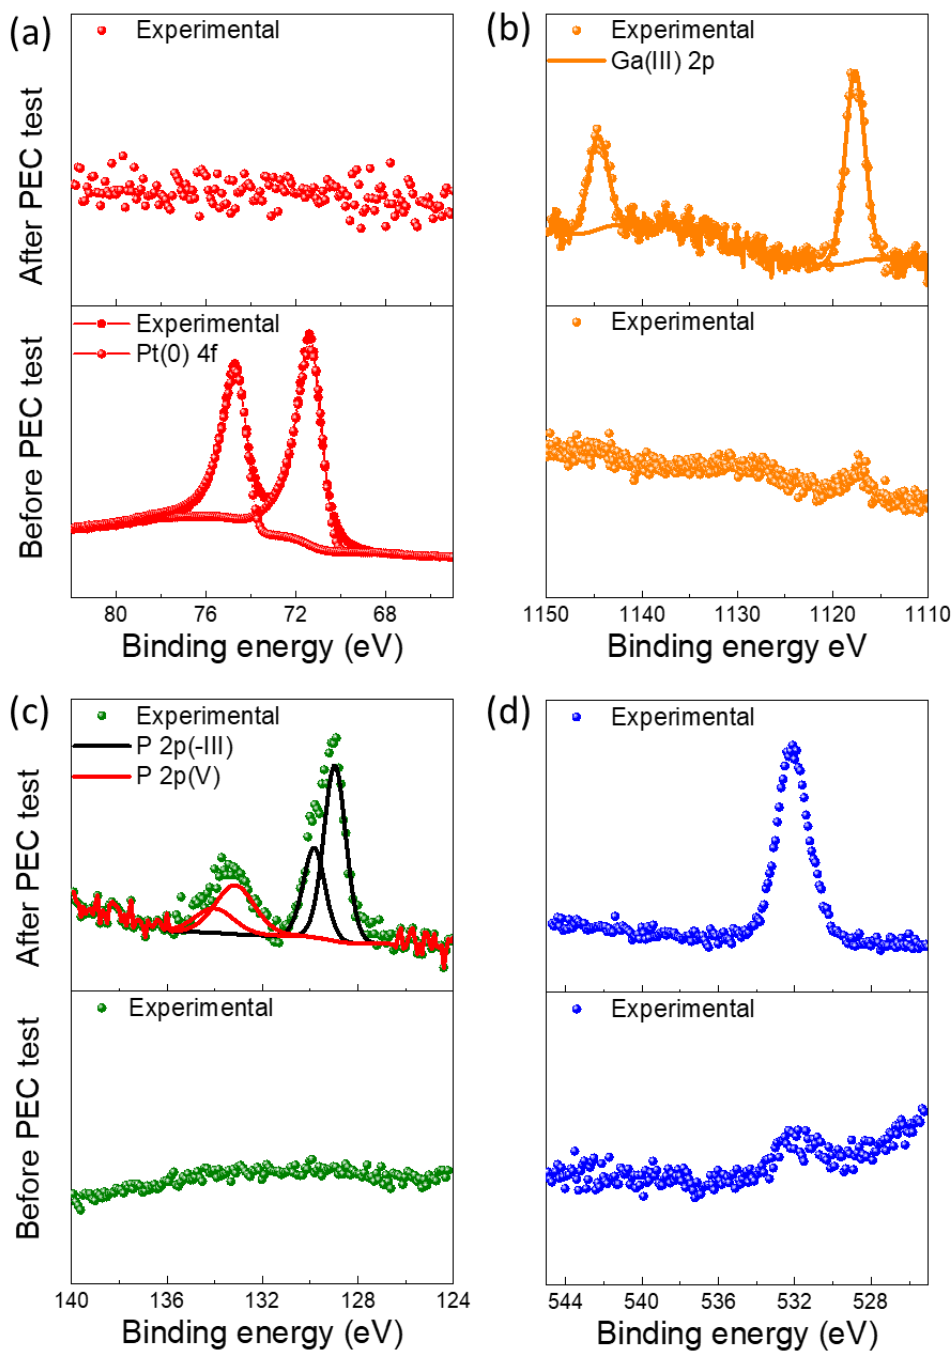 (a)
Experimental
After PEC test
Experimental
Pt(0) 4f
Before PEC test
80 76 72 68
Binding energy (eV)
(b)
Experimental
Ga(III) 2p
Experimental
1150 1140 1130 1120 1110
Binding energy eV
(c)
Experimental
P 2p(-III)
P 2p(V)
After PEC test
Experimental
Before PEC test
140 136 132 128 124
Binding energy (eV)
(d)
Experimental
Experimental
544 540 536 532 528
Binding energy (eV)